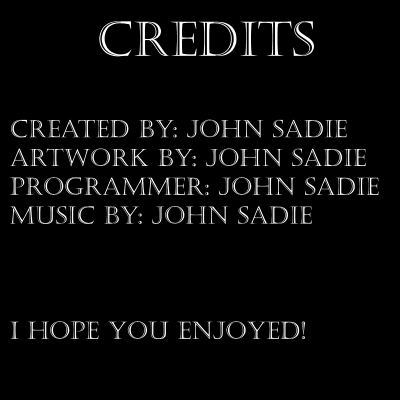 CREDITS
CREATED BY: JOHN SADIE
ARTWORK BY: JOHN SADIE
PROGRAMMER: JOHN SADIE
MUSIC BY: JOHN SADIE
I HOPE YOU ENJOYED!